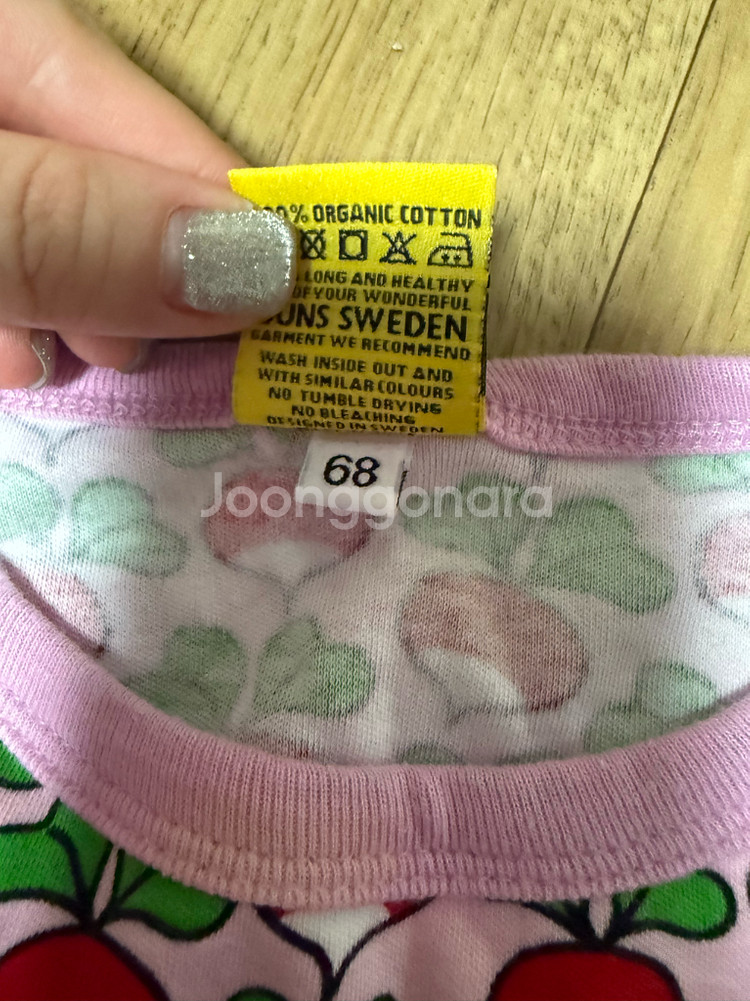 % ORGANIC COTTON
LONG AND HEALTHY
OF YOUR WONDERFUL
SWEDEN
GARMENT WE RECOMMEND
WASH INSIDE OUT AND
WITH SIMILAR COLOURS
NO TUMBLE DRYING
NO BLEACHING
DESIGNED IN SWEDEN
68
Joonggonara